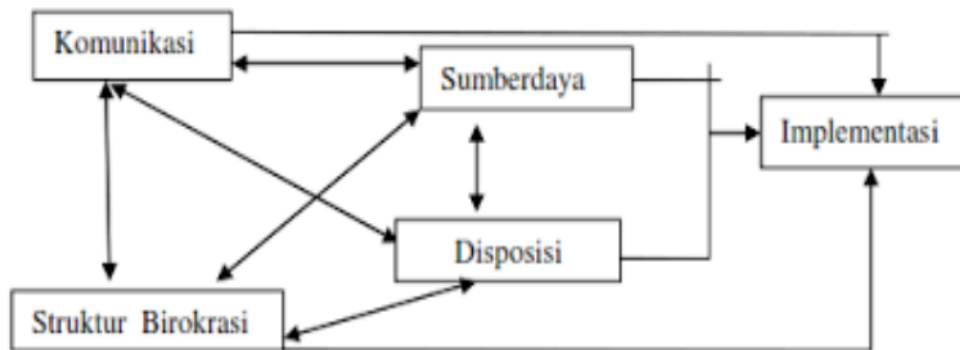 Komunikasi
Sumberdaya
Implementasi
Disposisi
Struktur Birokrasi